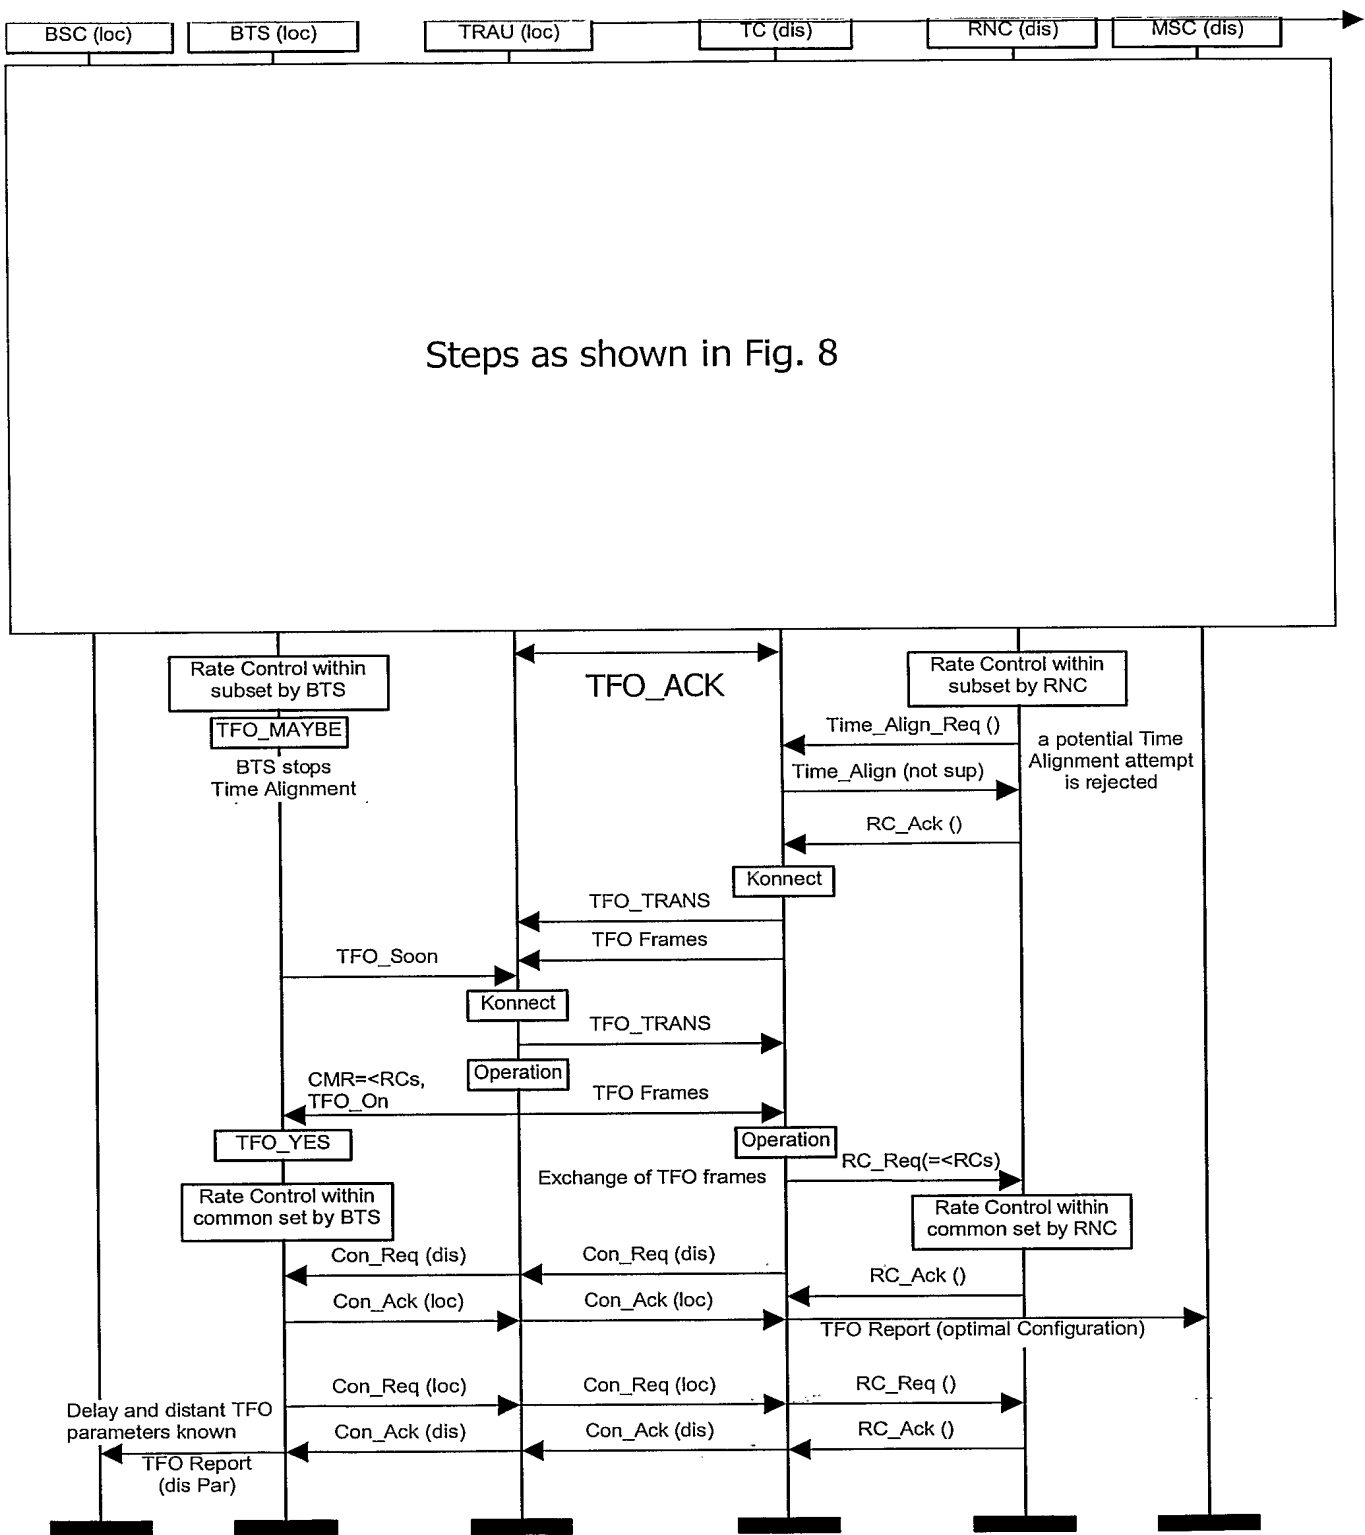 BSC (loc)
BTS (loc)
TRAU (loc)
TC (dis)
RNC (dis)
MSC (dis)
Steps as shown in Fig. 8
Rate Control within
subset by BTS
TFO_ACK
Rate Control within
subset by RNC
TFO_MAYBE
Time_Align_Req ()
BTS stops
Time Alignment
a potential Time
Alignment attempt
is rejected
Time_Align (not sup)
RC_Ack ()
Konnect
TFO_TRANS
TFO Frames
TFO_Soon
Konnect
TFO_TRANS
Operation
CMR=<RCs,
TFO_On
TFO Frames
TFO_YES
Operation
Exchange of TFO frames
RC_Req(=<RCs)
Rate Control within
common set by BTS
Rate Control within
common set by RNC
Con_Req (dis)
Con_Req (dis)
RC_Ack ()
Con_Ack (loc)
Con_Ack (loc)
TFO Report (optimal Configuration)
Con_Req (loc)
Con_Req (loc)
RC_Req ()
Delay and distant TFO
parameters known
Con_Ack (dis)
Con_Ack (dis)
RC_Ack ()
TFO Report
(dis Par)